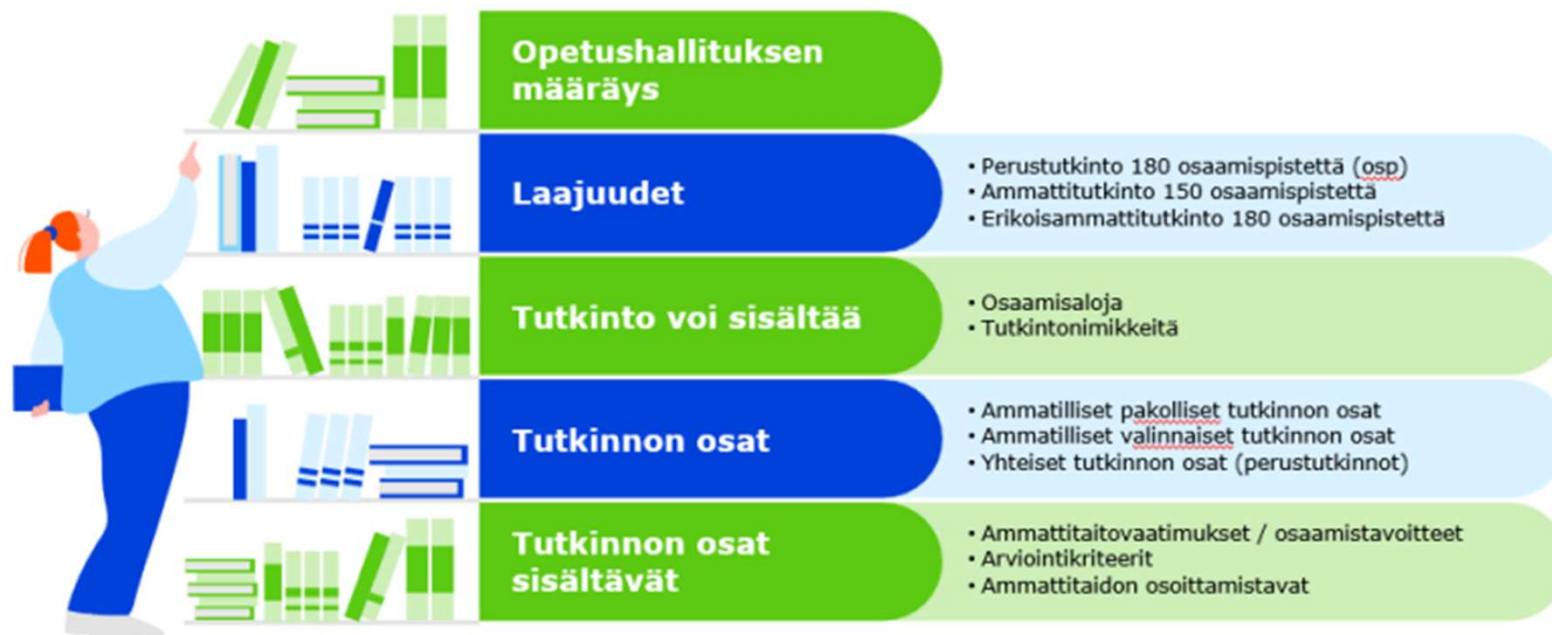 Opetushallituksen
määräys
Laajuudet
• Perustutkinto 180 osaamispistettä (osp)
• Ammattitutkinto 150 osaamispistettä
• Erikoisammattitutkinto 180 osaamispistettä
Tutkinto voi sisältää
• Osaamisaloja
• Tutkintonimikkeitä
Tutkinnon osat
• Ammatilliset pakolliset tutkinnon osat
• Ammatilliset valinnaiset tutkinnon osat
• Yhteiset tutkinnon osat (perustutkinnot)
Tutkinnon osat
sisältävät
• Ammattitaitovaatimukset / osaamistavoitteet
• Arviointikriteerit
• Ammattitaidon osoittamistavat